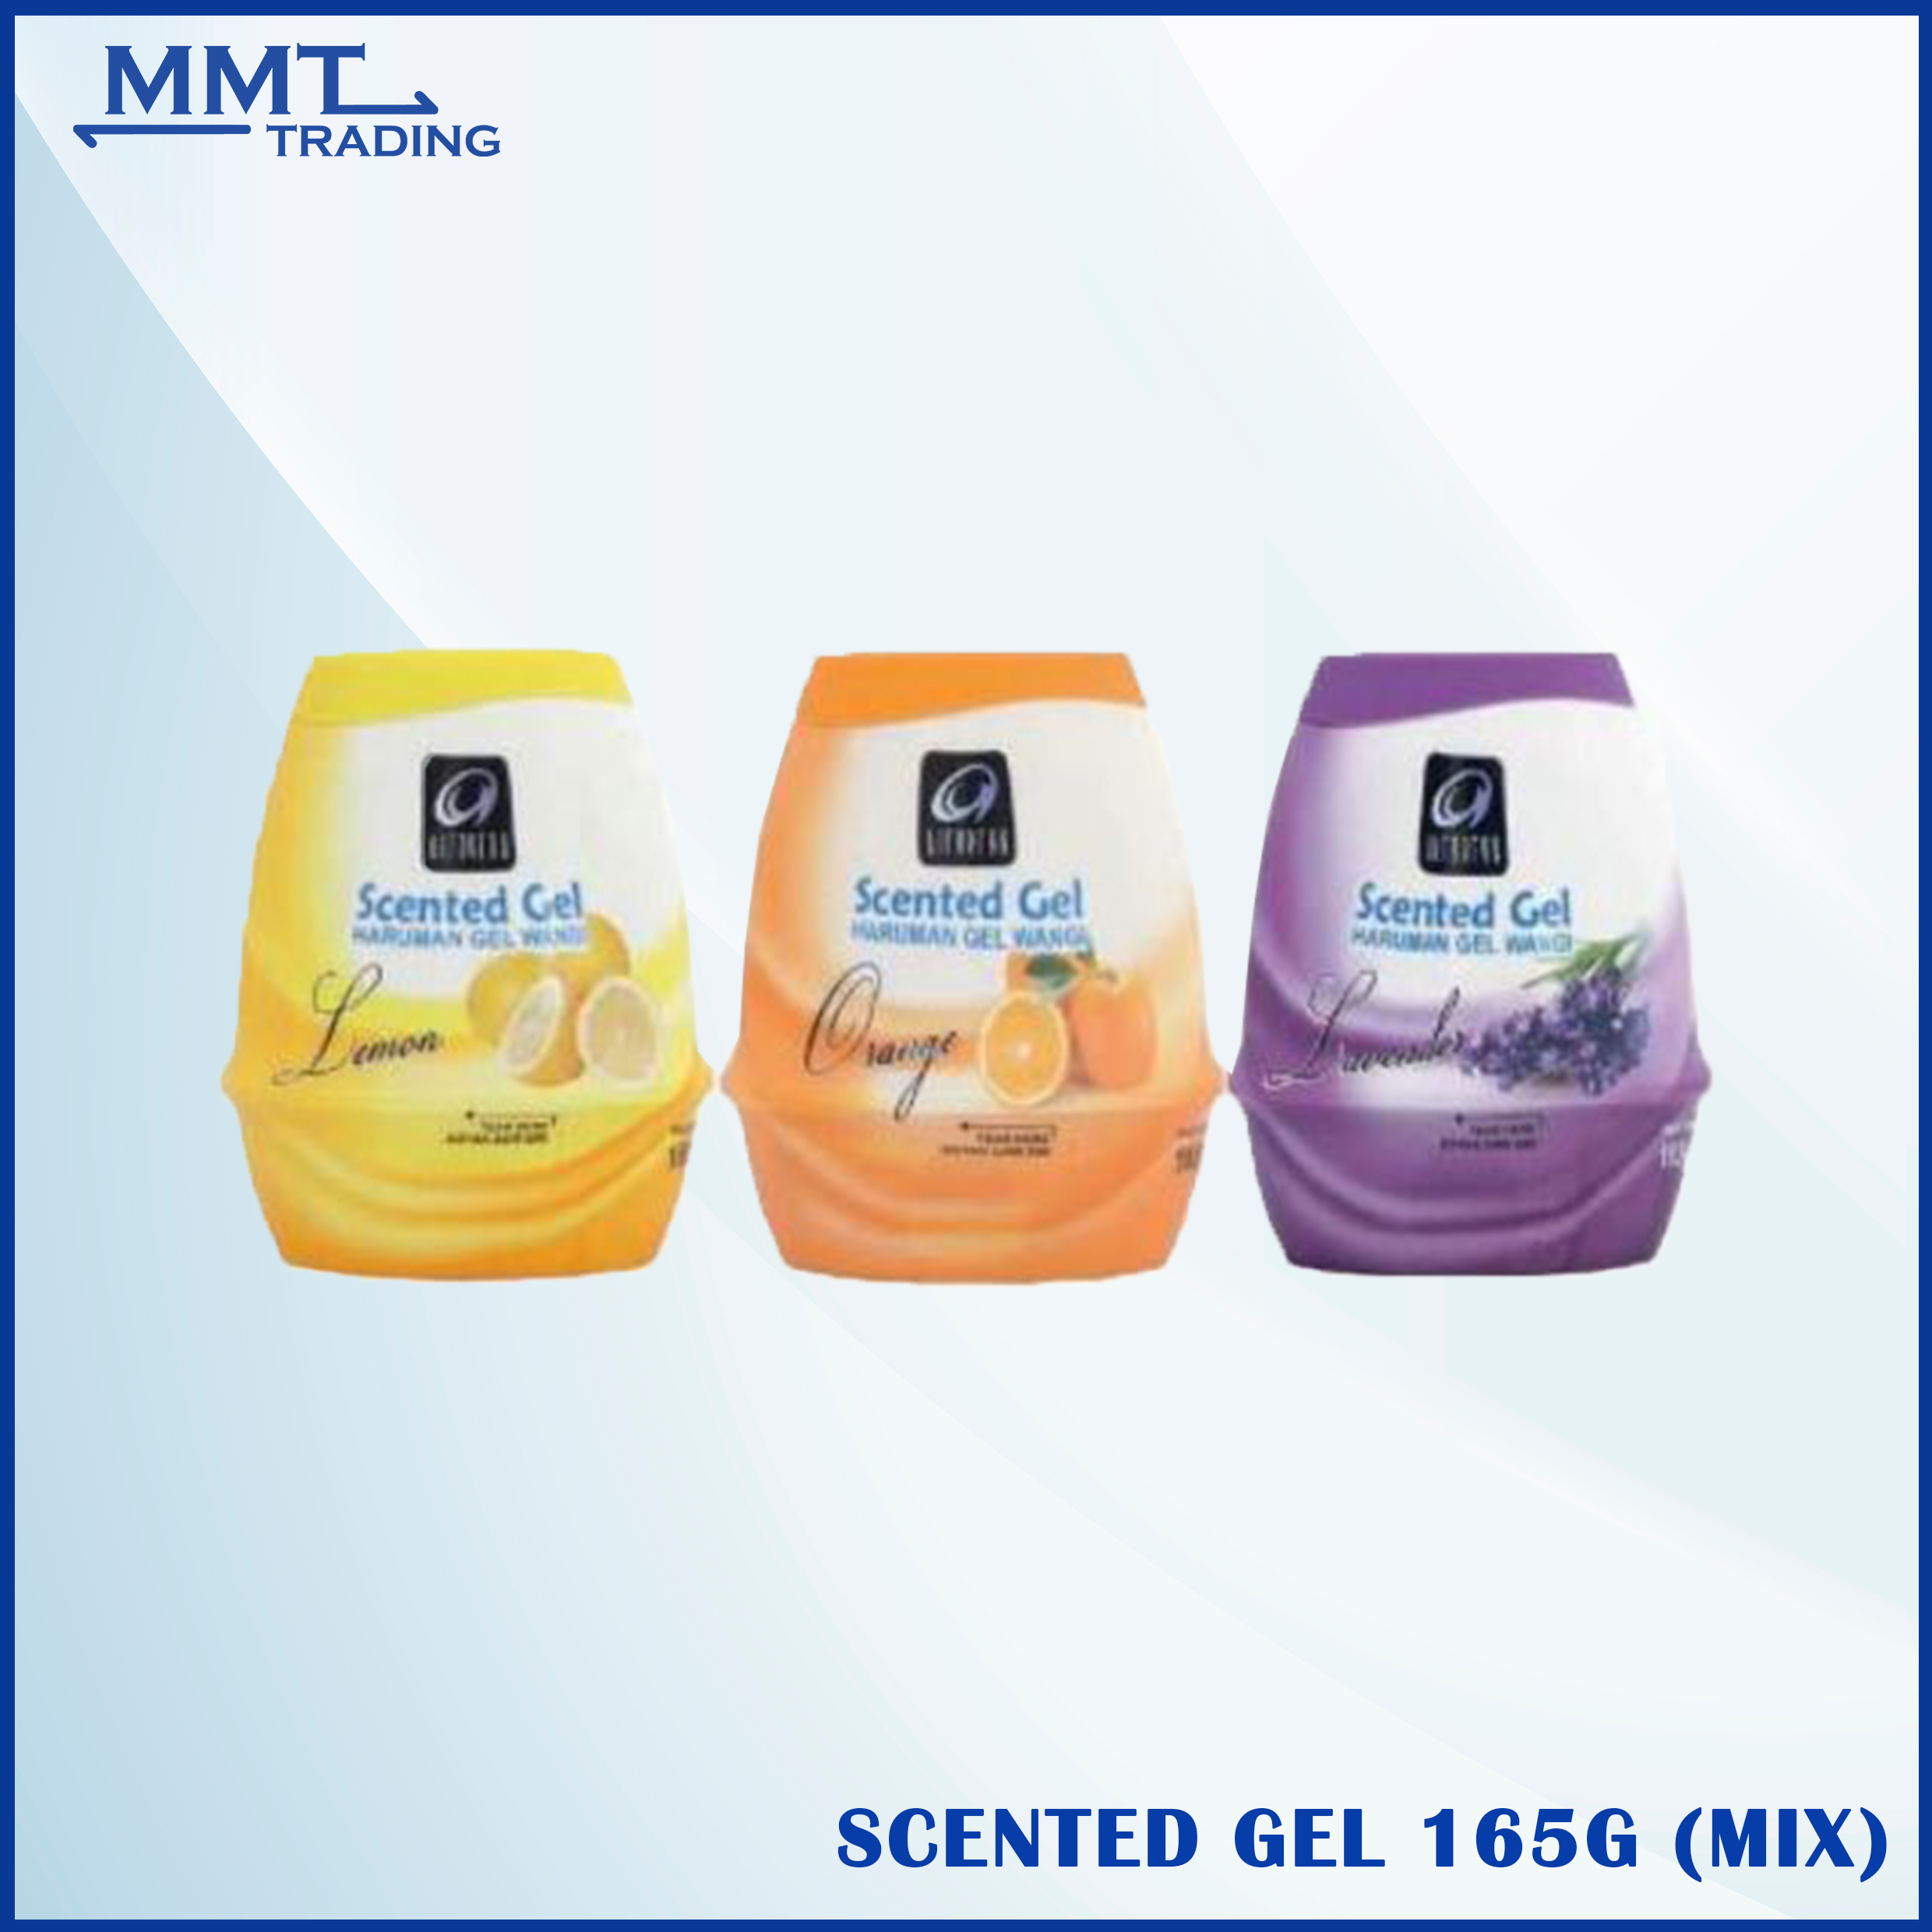 MMT
TRADING
Scented Gel
HARUMAN GEL WANGI
Lemon
Scented Gel
HARUMAN GEL WANGI
Orange
Scented Gel
HARUMAN GEL WANGI
Lavender
SCENTED GEL 165G (MIX)